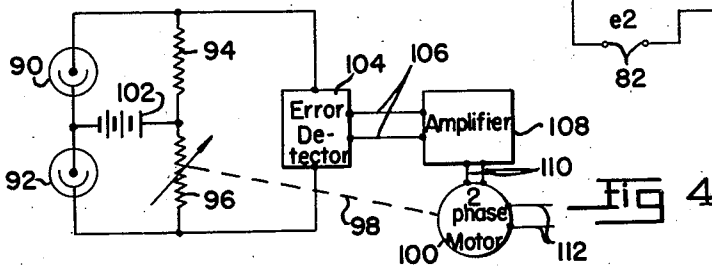 e2
82
90
94
104
106
102
Error
De-
tector
Amplifier
108
92
96
110
98
2
phase
Motor
100
112
Fig 4